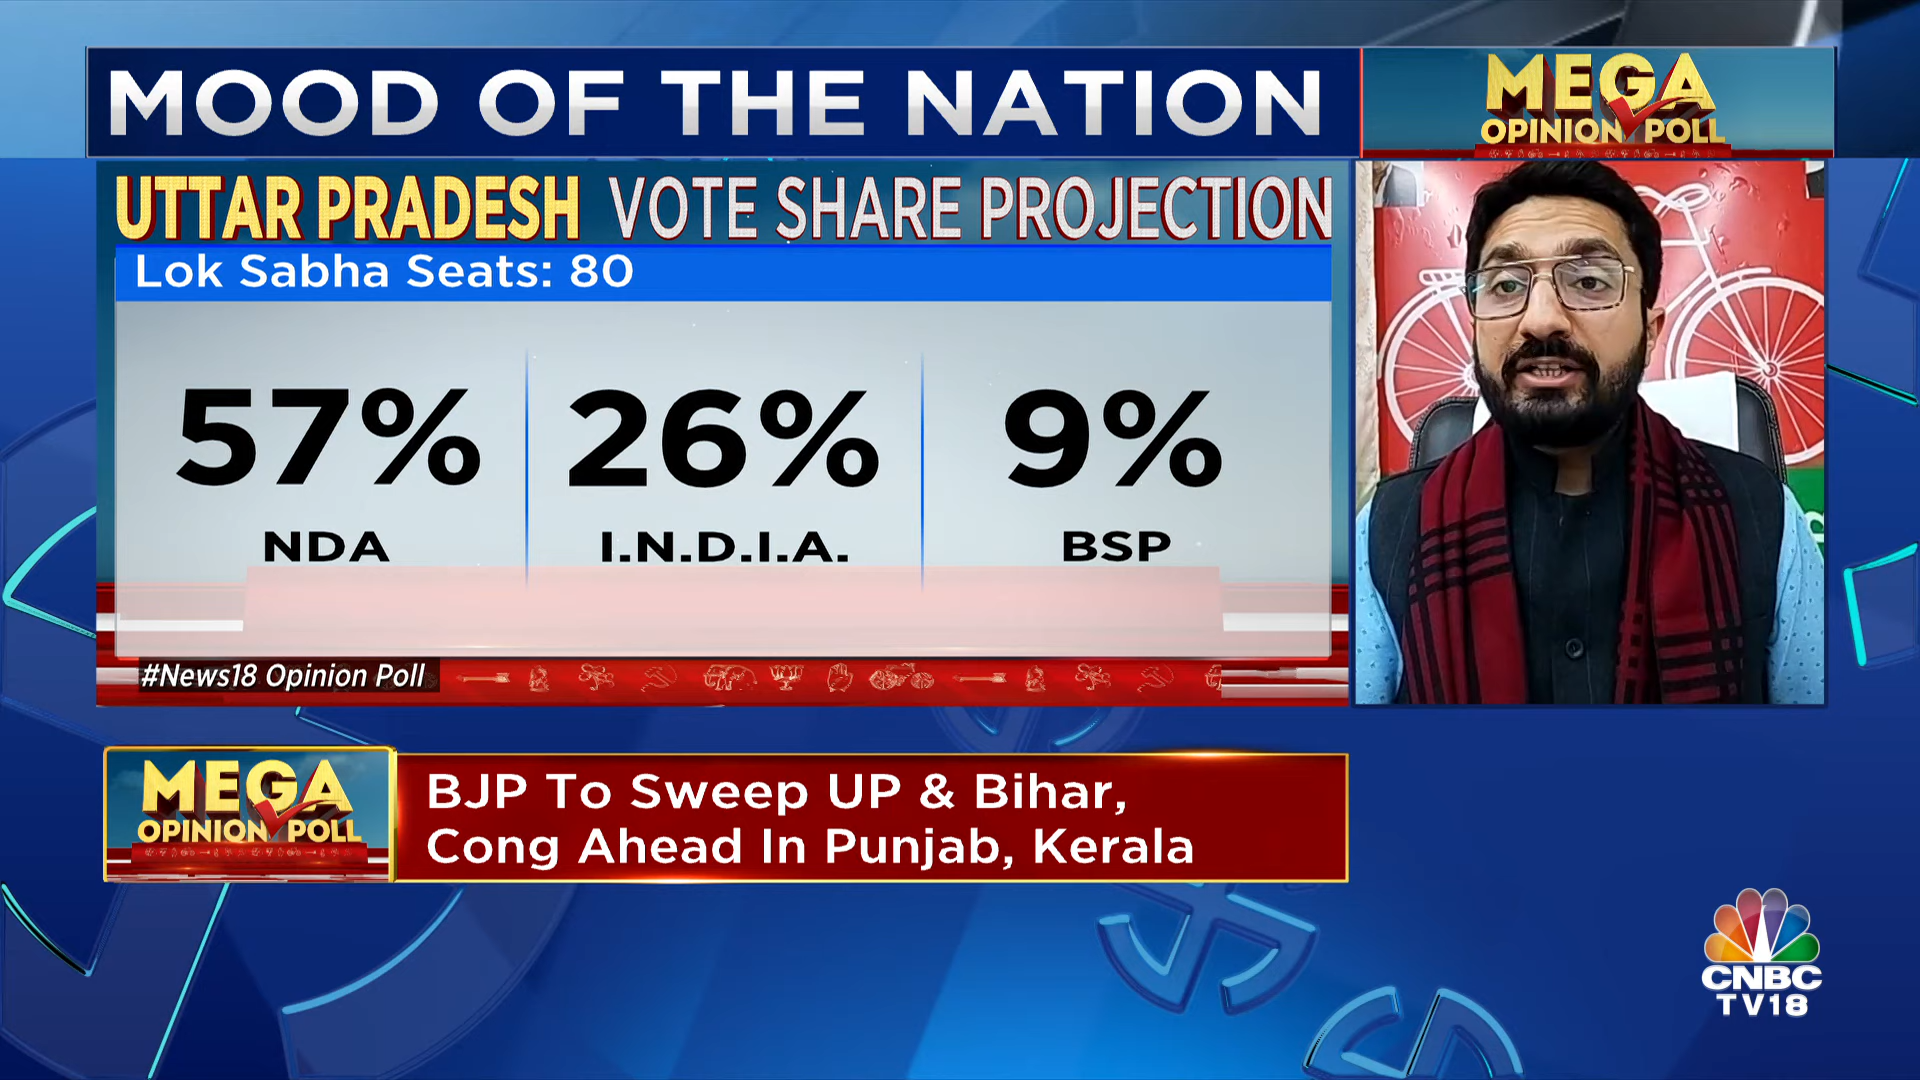 MOOD OF THE NATION
MEGA
OPINION POLL
UTTAR PRADESH VOTE SHARE PROJECTION
Lok Sabha Seats: 80
57% 26% 9%
NDA I.N.D.I.A. BSP
#News18 Opinion Poll
MEGA
OPINION POLL
BJP To Sweep UP & Bihar,
Cong Ahead In Punjab, Kerala
CNBC
TV18